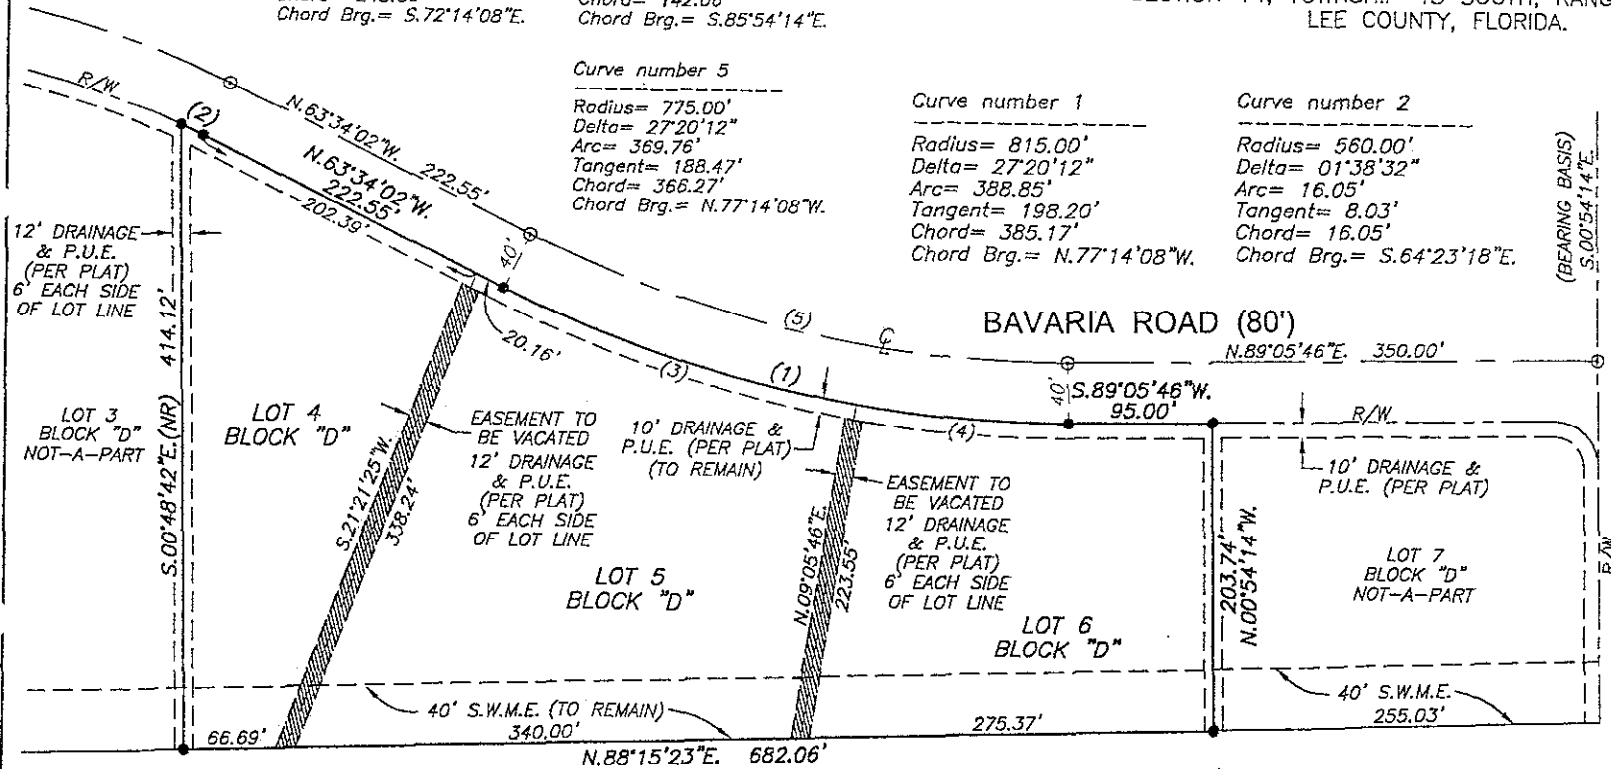 Chord Brg.= S.72°14'08"E.
Chord Brg.= S.85°54'14"E.
LEE COUNTY, FLORIDA.
Curve number 5
Radius= 775.00'
Delta= 27°20'12"
Arc= 369.76'
Tangent= 188.47'
Chord= 366.27'
Chord Brg.= N.77°14'08"W.
Curve number 1
Radius= 815.00'
Delta= 27°20'12"
Arc= 388.85'
Tangent= 198.20'
Chord= 385.17'
Chord Brg.= N.77°14'08"W.
Curve number 2
Radius= 560.00'
Delta= 01°38'32"
Arc= 16.05'
Tangent= 8.03'
Chord= 16.05'
Chord Brg.= S.64°23'18"E.
(BEARING BASIS)
S.00°54'14"E.
R/W
(2)
N.63°34'02"W. 222.55'
N.63°34'02"W.
222.55'
202.39'
12' DRAINAGE
& P.U.E.
(PER PLAT)
6' EACH SIDE
OF LOT LINE
40'
20.16'
(5)
℄
BAVARIA ROAD (80')
N.89°05'46"E. 350.00'
(3)
(1)
(4)
40'
S.89°05'46"W.
95.00'
R/W
S.00°48'42"E.(NR) 414.12'
LOT 3
BLOCK "D"
NOT-A-PART
LOT 4
BLOCK "D"
S.21°21'25"W.
338.24'
EASEMENT TO
BE VACATED
12' DRAINAGE
& P.U.E.
(PER PLAT)
6' EACH SIDE
OF LOT LINE
10' DRAINAGE &
P.U.E. (PER PLAT)
(TO REMAIN)
EASEMENT TO
BE VACATED
12' DRAINAGE
& P.U.E.
(PER PLAT)
6' EACH SIDE
OF LOT LINE
N.09°05'46"E.
223.55'
10' DRAINAGE &
P.U.E. (PER PLAT)
LOT 5
BLOCK "D"
LOT 6
BLOCK "D"
203.74'
N.00°54'14"W.
LOT 7
BLOCK "D"
NOT-A-PART
R/W
40' S.W.M.E. (TO REMAIN)
40' S.W.M.E.
66.69'
340.00'
275.37'
255.03'
N.88°15'23"E. 682.06'